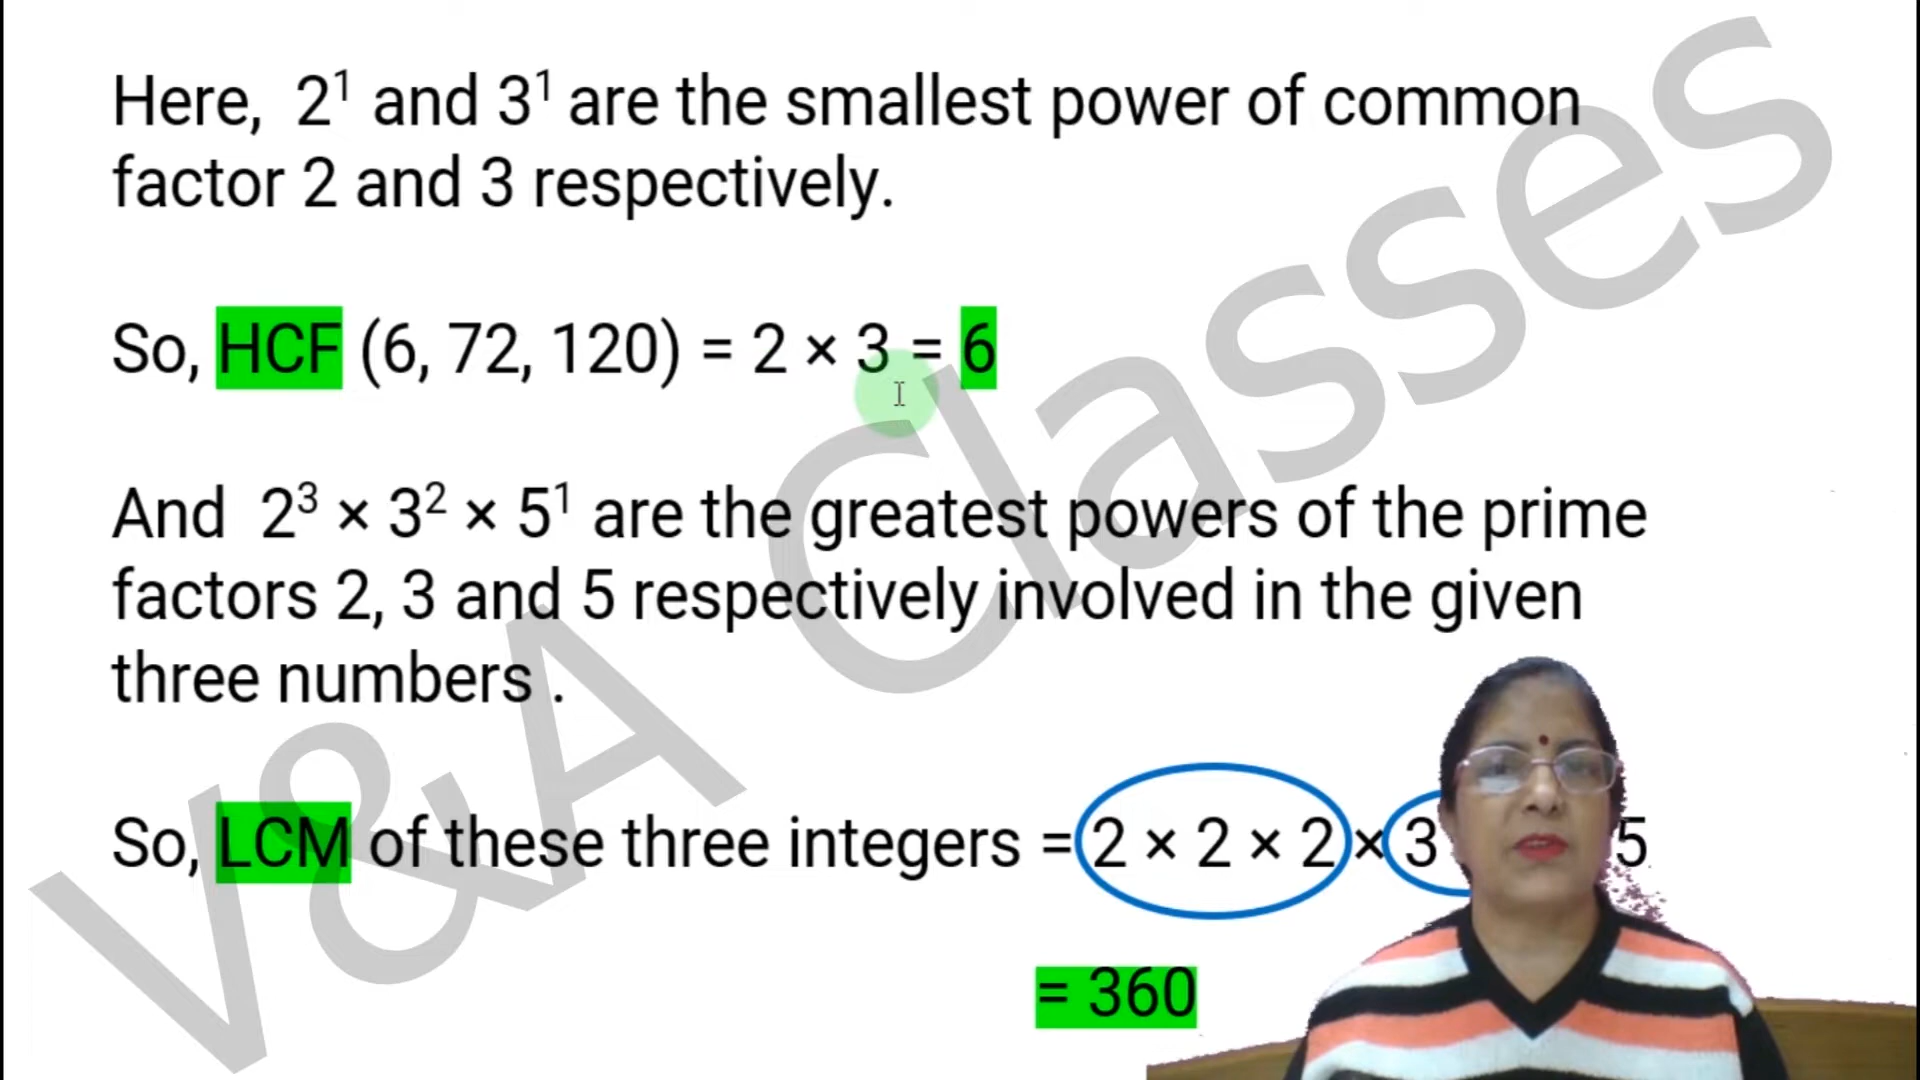 Here, 2¹ and 3¹ are the smallest power of common
factor 2 and 3 respectively.
So, HCF (6, 72, 120) = 2 × 3 = 6
And 2³ × 3² × 5¹ are the greatest powers of the prime
factors 2, 3 and 5 respectively involved in the given
three numbers .
So, LCM of these three integers = 2 × 2 × 2 × 3 5
= 360
V&A Classes